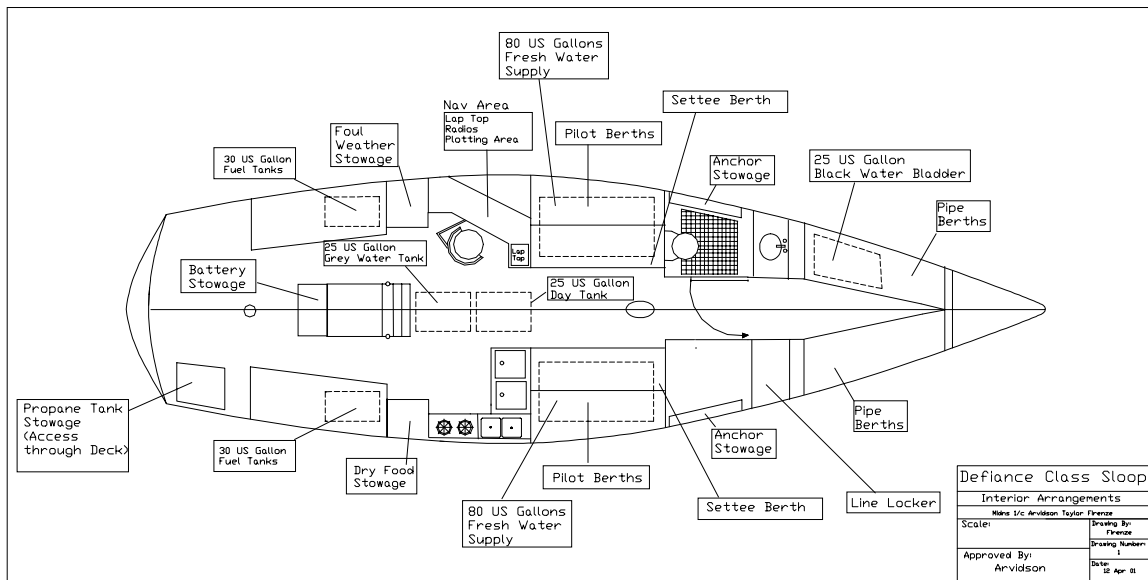 80 US Gallons
Fresh Water
Supply
Nav Area
Lap Top
Radios
Plotting Area
Settee Berth
Foul
Weather
Stowage
Pilot Berths
30 US Gallon
Fuel Tanks
Anchor
Stowage
25 US Gallon
Black Water Bladder
Pipe
Berths
25 US Gallon
Grey Water Tank
Lap
Top
Battery
Stowage
25 US Gallon
Day Tank
Propane Tank
Stowage
(Access
through Deck)
30 US Gallon
Fuel Tanks
Dry Food
Stowage
Pilot Berths
80 US Gallons
Fresh Water
Supply
Anchor
Stowage
Settee Berth
Pipe
Berths
Line Locker
Defiance Class Sloop
Interior Arrangements
Midns 1/c Arvidson Taylor Firenze
Scale:
Drawing By:
Firenze
Drawing Number:
1
Approved By:
Arvidson
Date:
12 Apr 01